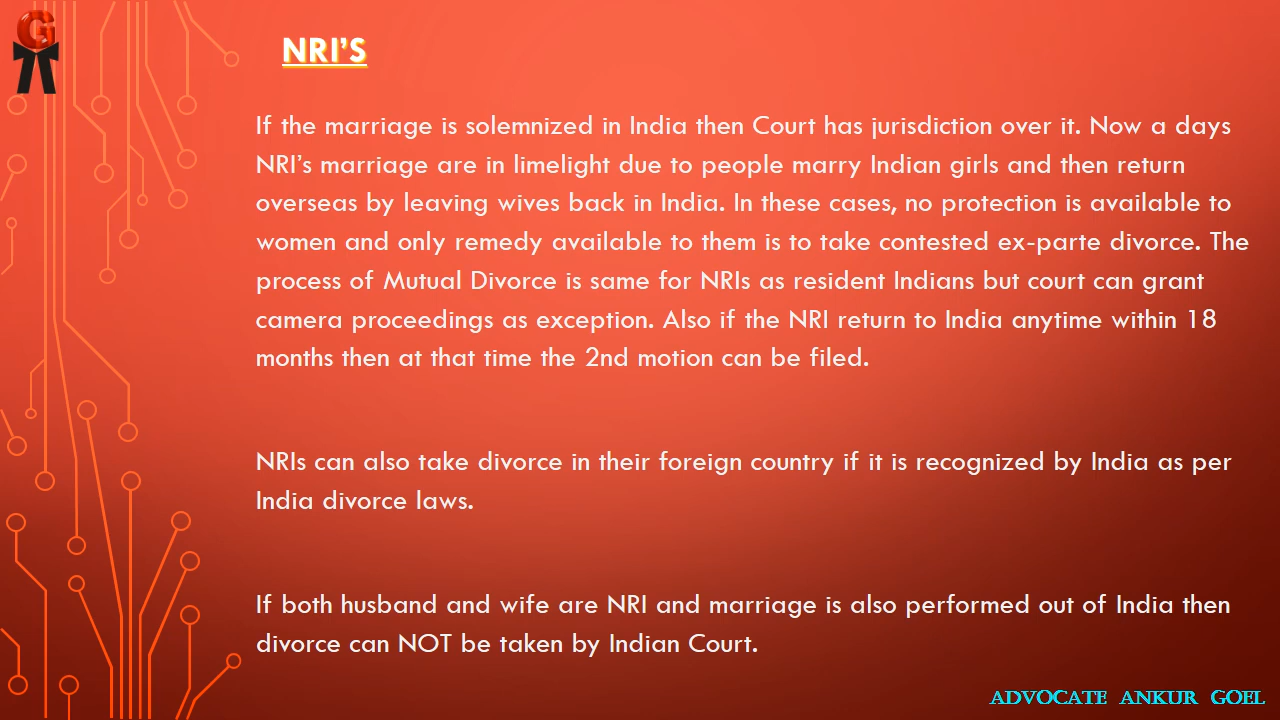 G
NRI'S
If the marriage is solemnized in India then Court has jurisdiction over it. Now a days
NRI's marriage are in limelight due to people marry Indian girls and then return
overseas by leaving wives back in India. In these cases, no protection is available to
women and only remedy available to them is to take contested ex-parte divorce. The
process of Mutual Divorce is same for NRIs as resident Indians but court can grant
camera proceedings as exception. Also if the NRI return to India anytime within 18
months then at that time the 2nd motion can be filed.
NRIs can also take divorce in their foreign country if it is recognized by India as per
India divorce laws.
If both husband and wife are NRI and marriage is also performed out of India then
divorce can NOT be taken by Indian Court.
ADVOCATE ANKUR GOEL